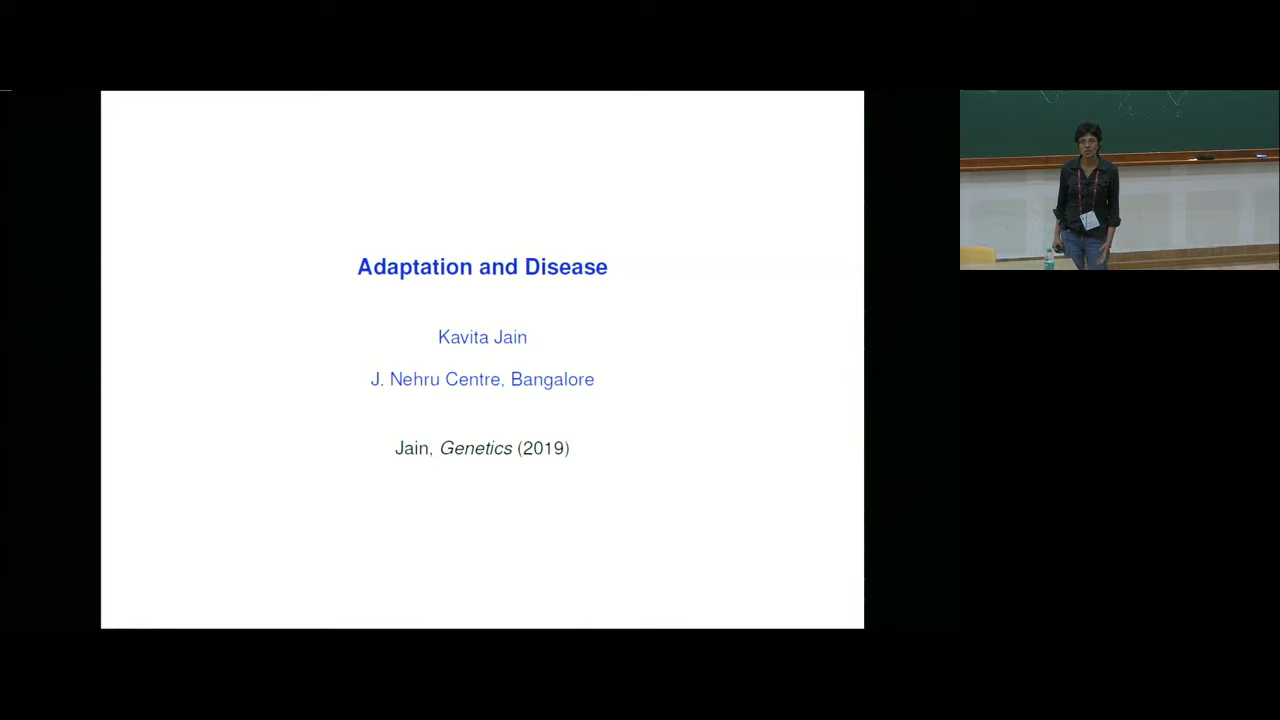 Adaptation and Disease
Kavita Jain
J. Nehru Centre, Bangalore
Jain, Genetics (2019)